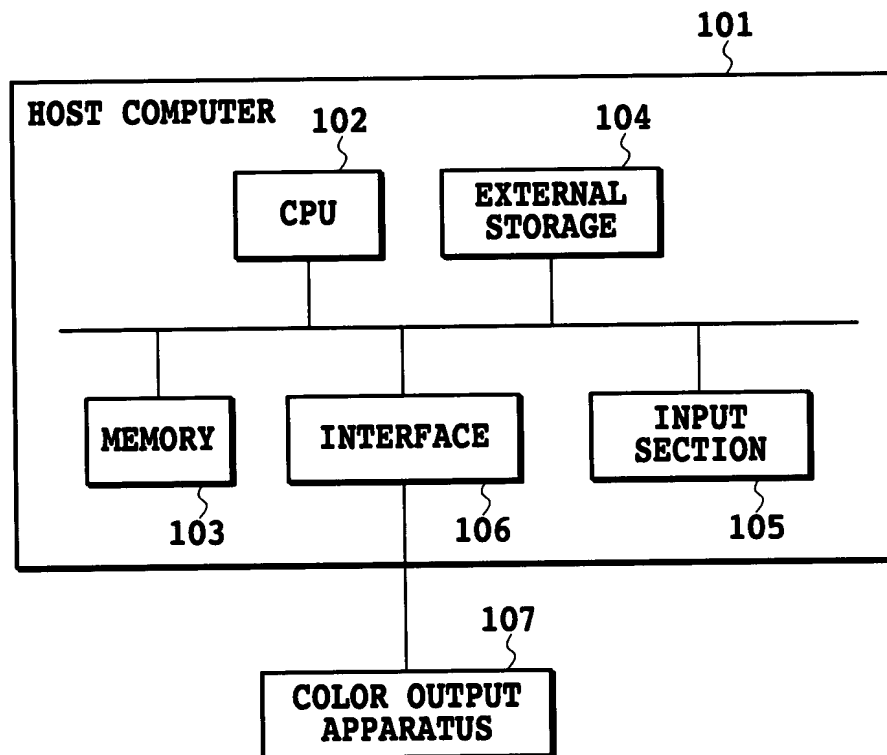 101
HOST COMPUTER
102
104
CPU
EXTERNAL
STORAGE
MEMORY
INTERFACE
INPUT
SECTION
103
106
105
107
COLOR OUTPUT
APPARATUS